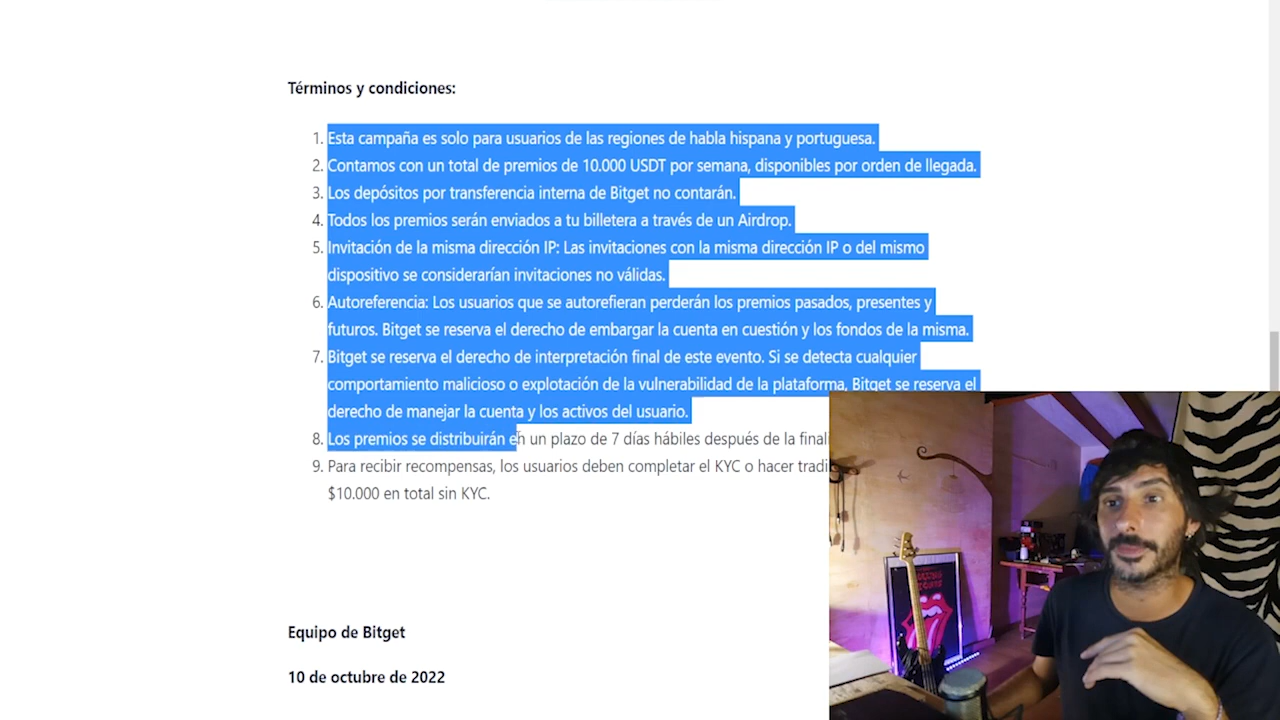 Términos y condiciones:
1. Esta campaña es solo para usuarios de las regiones de habla hispana y portuguesa.
2. Contamos con un total de premios de 10.000 USDT por semana, disponibles por orden de llegada.
3. Los depósitos por transferencia interna de Bitget no contarán.
4. Todos los premios serán enviados a tu billetera a través de un Airdrop.
5. Invitación de la misma dirección IP: Las invitaciones con la misma dirección IP o del mismo
dispositivo se considerarían invitaciones no válidas.
6. Autoreferencia: Los usuarios que se autorefieran perderán los premios pasados, presentes y
futuros. Bitget se reserva el derecho de embargar la cuenta en cuestión y los fondos de la misma.
7. Bitget se reserva el derecho de interpretación final de este evento. Si se detecta cualquier
comportamiento malicioso o explotación de la vulnerabilidad de la plataforma, Bitget se reserva el
derecho de manejar la cuenta y los activos del usuario.
8. Los premios se distribuirán en un plazo de 7 días hábiles después de la finali
9. Para recibir recompensas, los usuarios deben completar el KYC o hacer tradi
$10.000 en total sin KYC.
Equipo de Bitget
10 de octubre de 2022